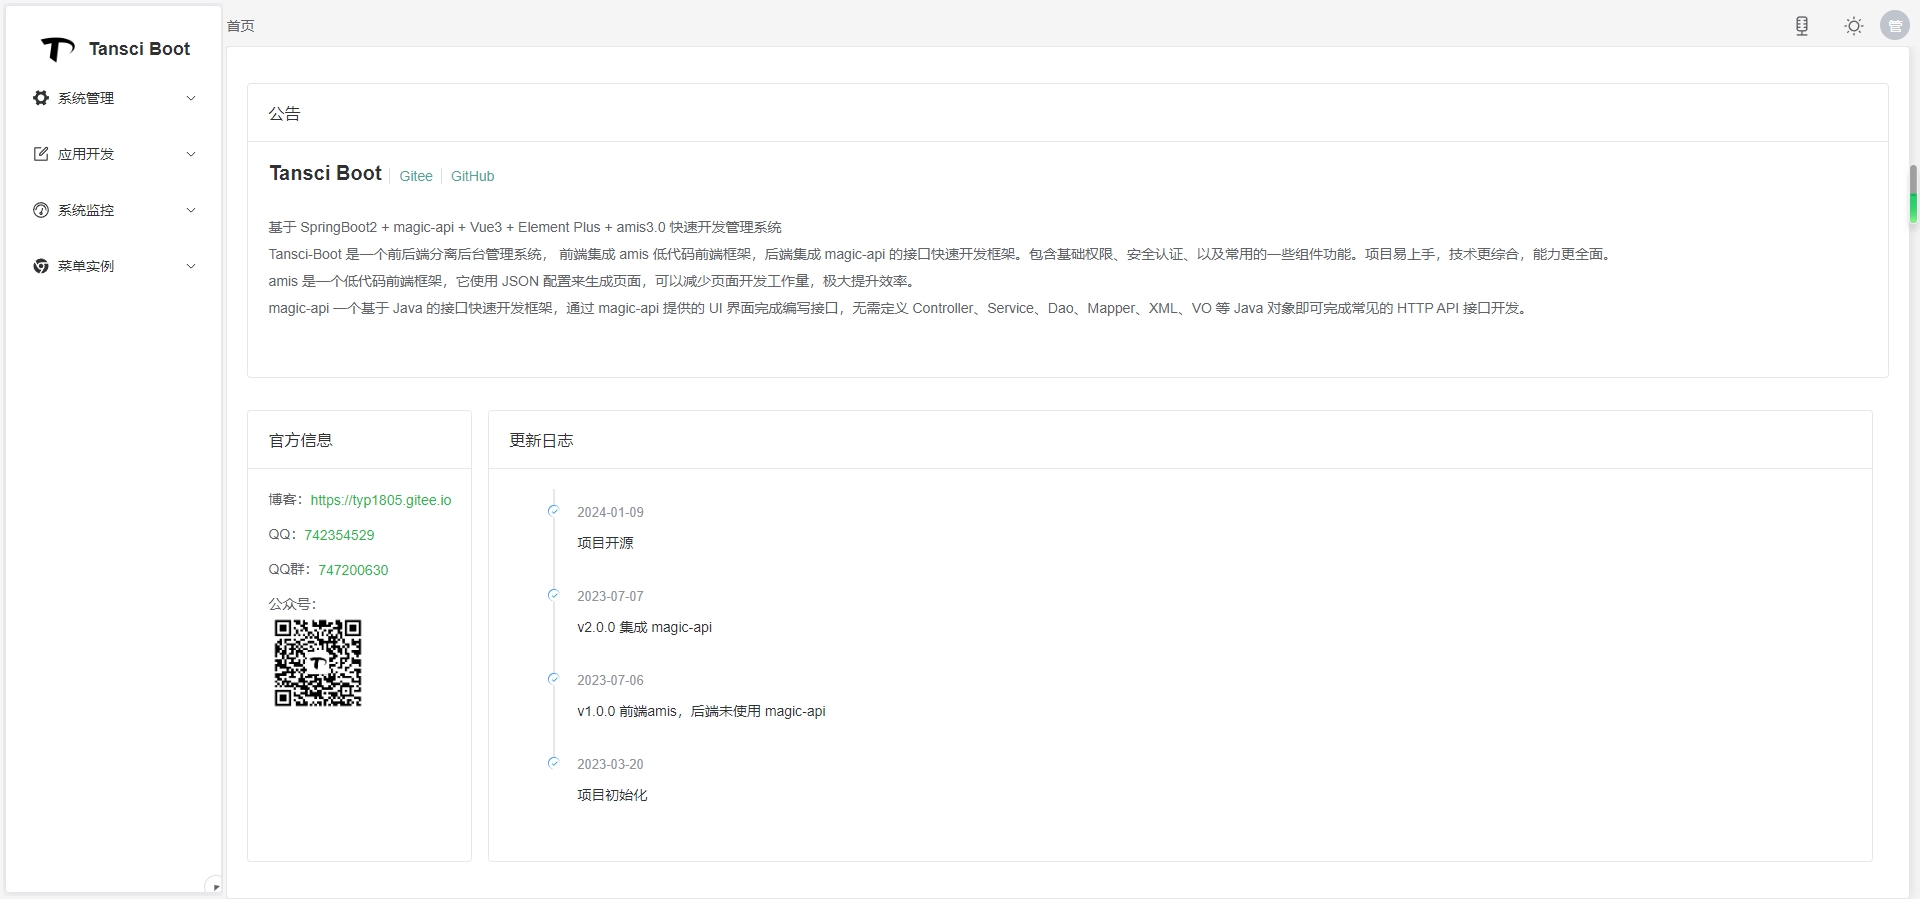 Tansci Boot
系统管理
应用开发
系统监控
菜单实例
首页
管
公告
Tansci Boot Gitee GitHub
基于 SpringBoot2 + magic-api + Vue3 + Element Plus + amis3.0 快速开发管理系统
Tansci-Boot 是一个前后端分离后台管理系统， 前端集成 amis 低代码前端框架，后端集成 magic-api 的接口快速开发框架。包含基础权限、安全认证、以及常用的一些组件功能。项目易上手，技术更综合，能力更全面。
amis 是一个低代码前端框架，它使用 JSON 配置来生成页面，可以减少页面开发工作量，极大提升效率。
magic-api 一个基于 Java 的接口快速开发框架，通过 magic-api 提供的 UI 界面完成编写接口，无需定义 Controller、Service、Dao、Mapper、XML、VO 等 Java 对象即可完成常见的 HTTP API 接口开发。
官方信息
博客：https://typ1805.gitee.io
QQ：742354529
QQ群：747200630
公众号：
更新日志
2024-01-09
项目开源
2023-07-07
v2.0.0 集成 magic-api
2023-07-06
v1.0.0 前端amis，后端未使用 magic-api
2023-03-20
项目初始化